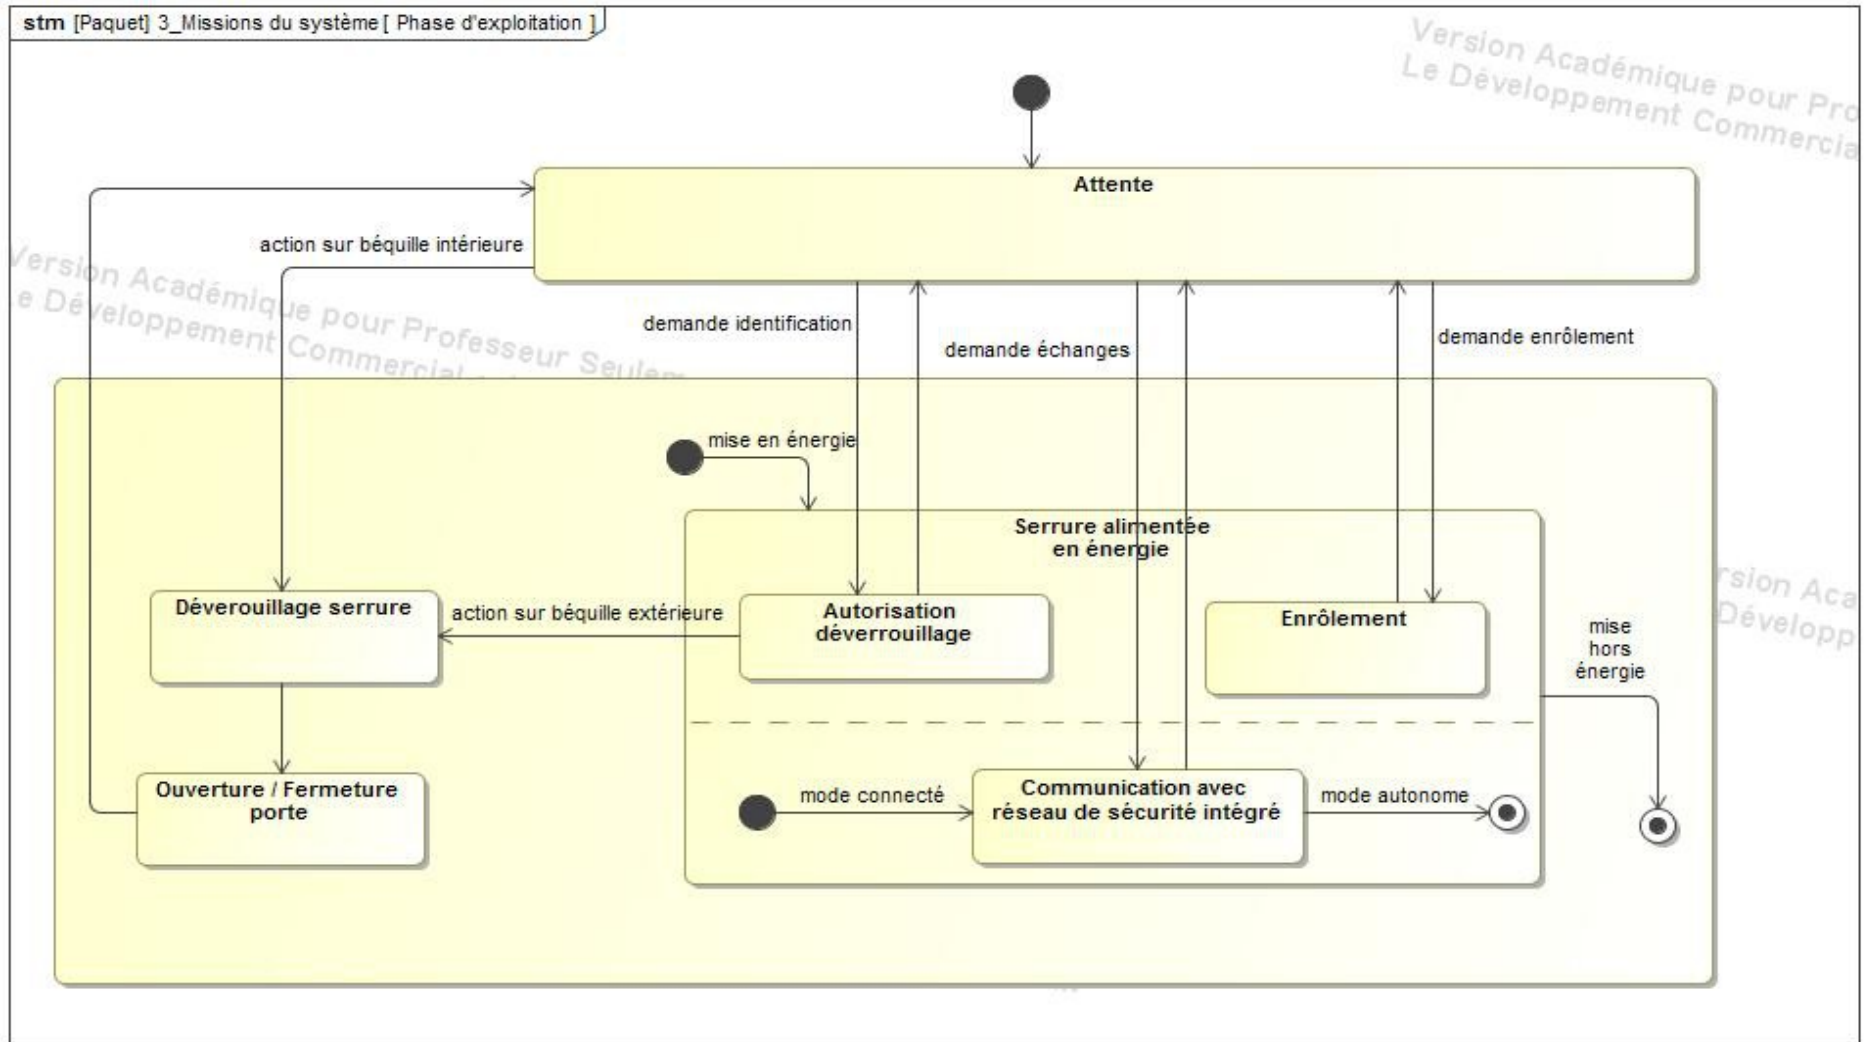 stm [Paquet] 3_Missions du système [ Phase d'exploitation ]
Version Académique pour Pro
Le Développement Commercia
Attente
action sur béquille intérieure
Version Académique pour Professeur Seulem
e Développement Commercial
demande identification
demande échanges
demande enrôlement
mise en énergie
Serrure alimentée
en énergie
Déverouillage serrure
action sur béquille extérieure
Autorisation
déverrouillage
Enrôlement
rsion Aca
Développ
mise
hors
énergie
Ouverture / Fermeture
porte
mode connecté
Communication avec
réseau de sécurité intégré
mode autonome